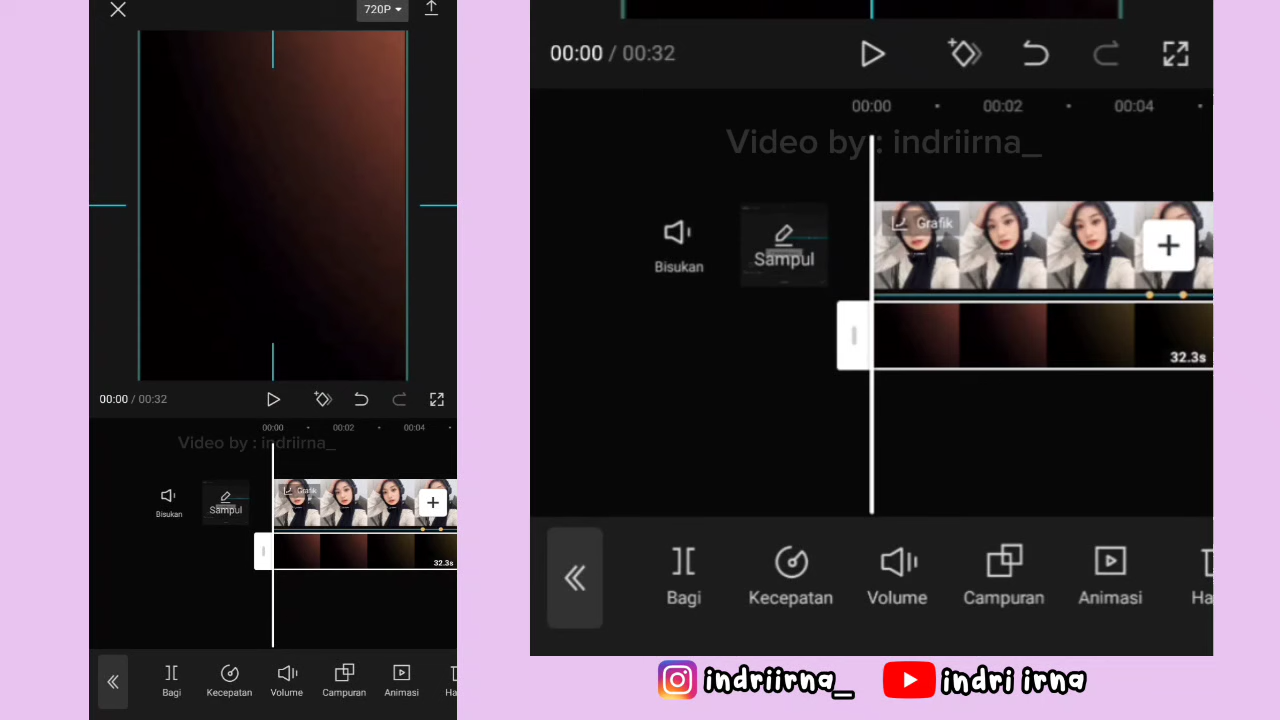 720P
00:00 / 00:32
00:00
00:02
00:04
Video by : indriirna_
Grafik
Bisukan
Sampul
32.3s
Bagi
Kecepatan
Volume
Campuran
Animasi
Ha
00:00 / 00:32
00:00
00:02
00:04
Video by : indriirna_
Grafik
Bisukan
Sampul
32.3s
Bagi
Kecepatan
Volume
Campuran
Animasi
Ha
indriirna_
indri irna